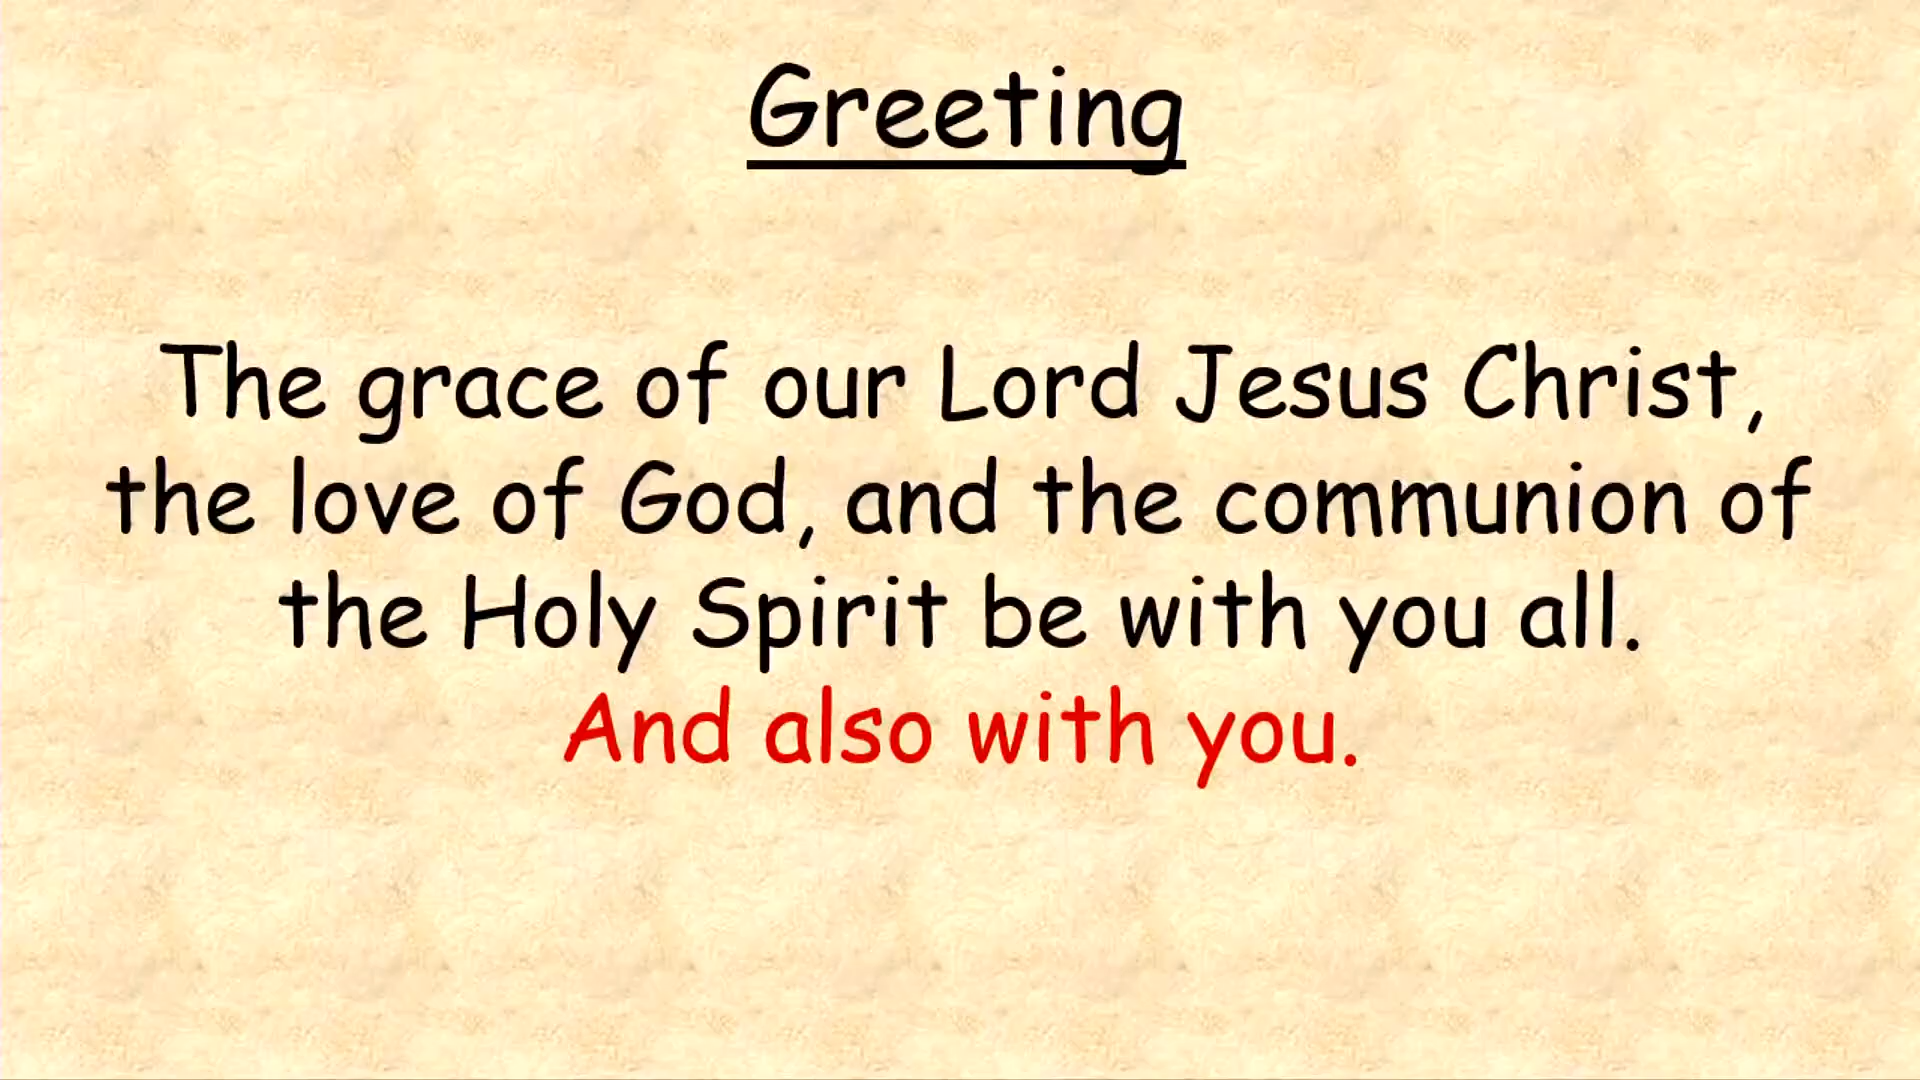 Greeting
The grace of our Lord Jesus Christ,
the love of God, and the communion of
the Holy Spirit be with you all.
And also with you.